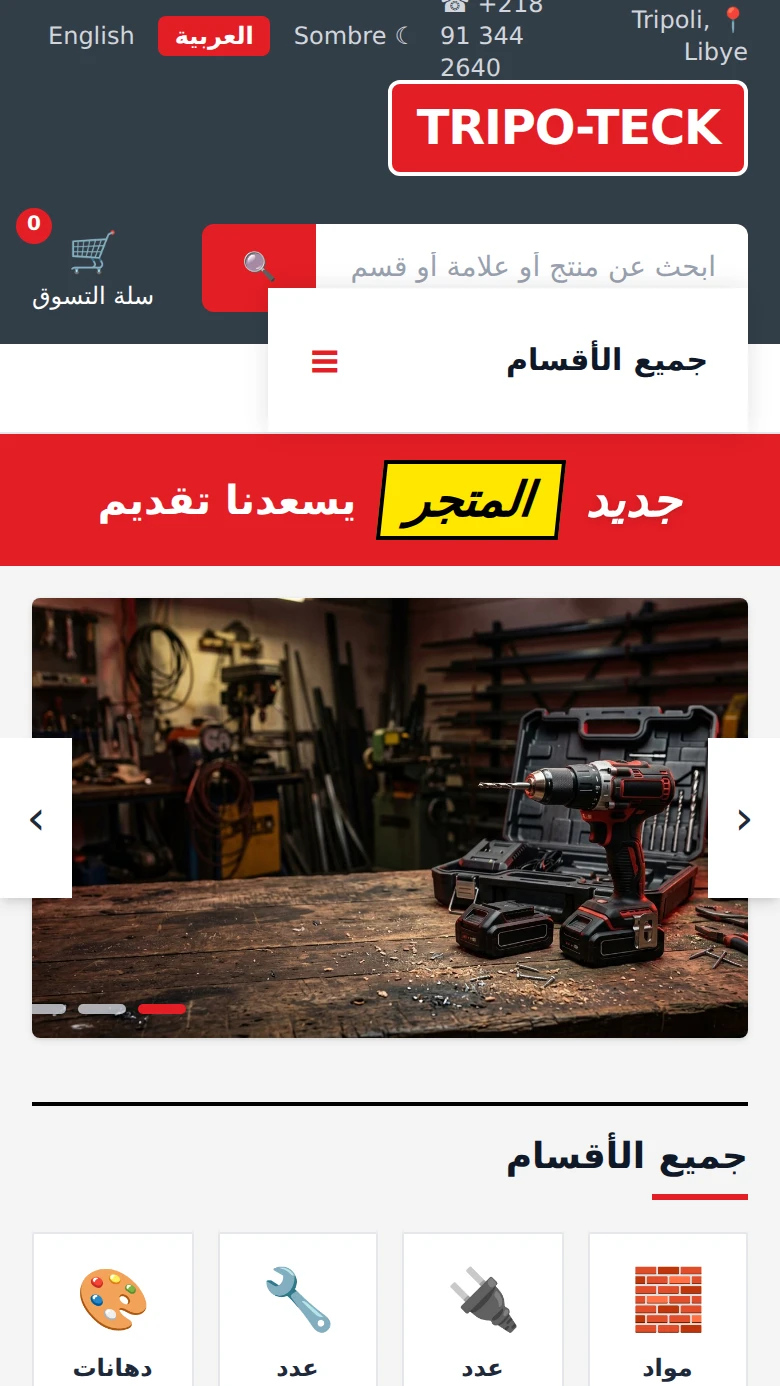 Tripoli, Libye
☎ +218 91 344 2640
Sombre ☾
العربية
English
TRIPO-TECK
ابحث عن منتج أو علامة أو قسم
0
سلة التسوق
جميع الأقسام
جديد المتجر يسعدنا تقديم
جميع الأقسام
مواد
عدد
عدد
دهانات